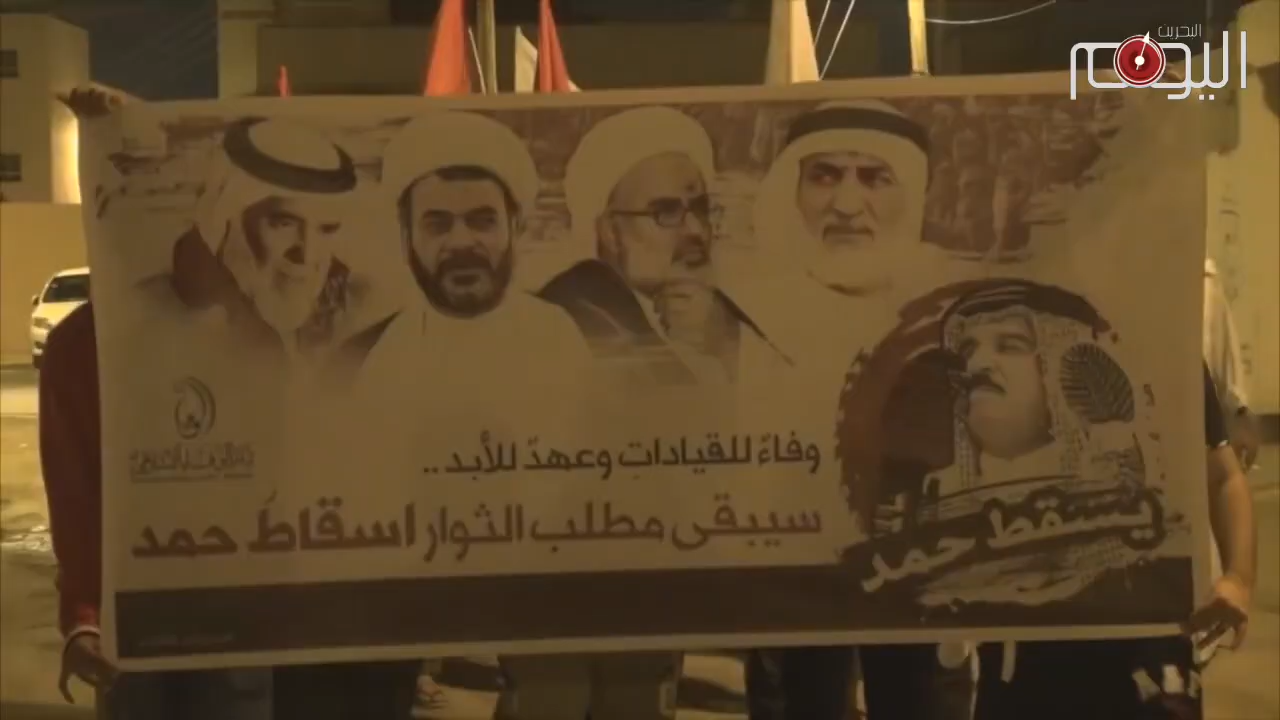 البحرين
اليوم
وفاءً للقيادات وعهدٌ للأبد..
سيبقى مطلب الثوار اسقاط حمد
يسقط حمد